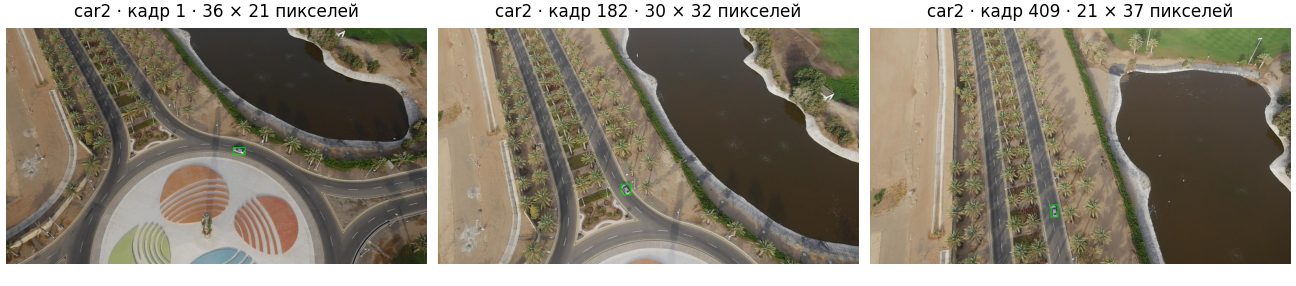 car2 · кадр 1 · 36 × 21 пикселей
car2 · кадр 182 · 30 × 32 пикселей
car2 · кадр 409 · 21 × 37 пикселей